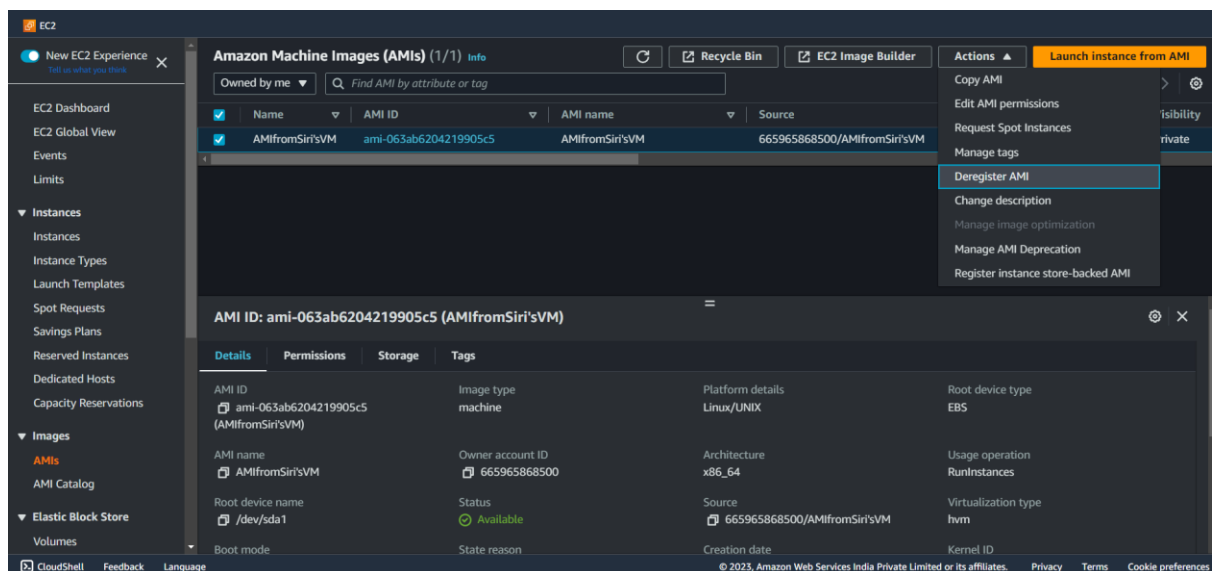 EC2
New EC2 Experience
Tell us what you think
EC2 Dashboard
EC2 Global View
Events
Limits
Instances
Instances
Instance Types
Launch Templates
Spot Requests
Savings Plans
Reserved Instances
Dedicated Hosts
Capacity Reservations
Images
AMIs
AMI Catalog
Elastic Block Store
Volumes
Amazon Machine Images (AMIs) (1/1) Info
Recycle Bin
EC2 Image Builder
Actions
Launch instance from AMI
Owned by me
Find AMI by attribute or tag
Name AMI ID AMI name Source
AMIfromSiri'sVM ami-063ab6204219905c5 AMIfromSiri'sVM 665965868500/AMIfromSiri'sVM
Copy AMI
Edit AMI permissions
Request Spot Instances
Manage tags
Deregister AMI
Change description
Manage image optimization
Manage AMI Deprecation
Register instance store-backed AMI
AMI ID: ami-063ab6204219905c5 (AMIfromSiri'sVM)
Details Permissions Storage Tags
AMI ID Image type Platform details Root device type
ami-063ab6204219905c5 machine Linux/UNIX EBS
(AMIfromSiri'sVM)
AMI name Owner account ID Architecture Usage operation
AMIfromSiri'sVM 665965868500 x86_64 RunInstances
Root device name Status Source Virtualization type
/dev/sda1 Available 665965868500/AMIfromSiri'sVM hvm
Boot mode State reason Creation date Kernel ID
CloudShell Feedback Language © 2023, Amazon Web Services India Private Limited or its affiliates. Privacy Terms Cookie preferences